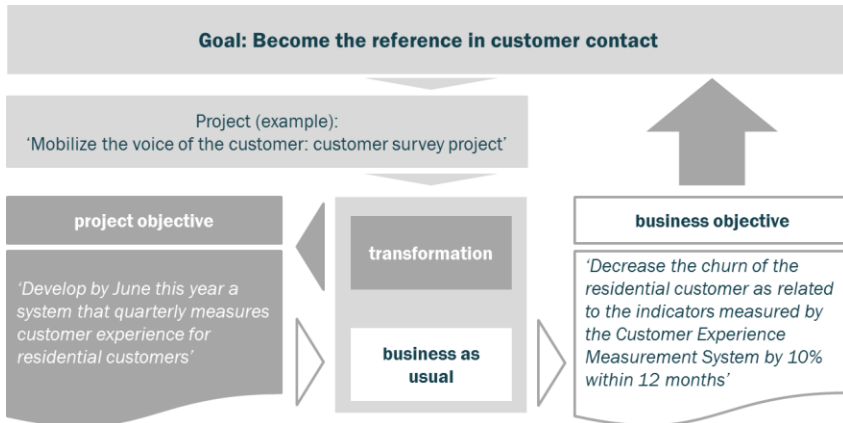 Goal: Become the reference in customer contact
Project (example):
'Mobilize the voice of the customer: customer survey project'
project objective
'Develop by June this year a
system that quarterly measures
customer experience for
residential customers'
transformation
business as
usual
business objective
'Decrease the churn of the
residential customer as related
to the indicators measured by
the Customer Experience
Measurement System by 10%
within 12 months'